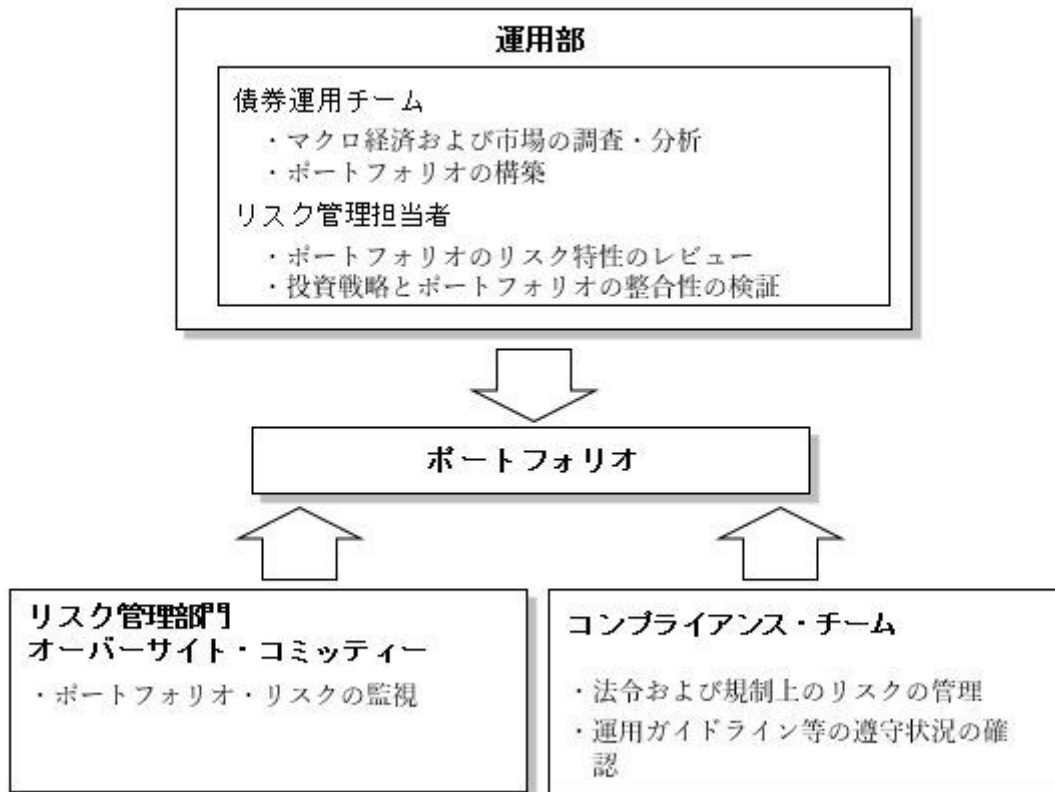 運用部
債券運用チーム
・マクロ経済および市場の調査・分析
・ポートフォリオの構築
リスク管理担当者
・ポートフォリオのリスク特性のレビュー
・投資戦略とポートフォリオの整合性の検証
ポートフォリオ
リスク管理部門
オーバーサイト・コミッティー
・ポートフォリオ・リスクの監視
コンプライアンス・チーム
・法令および規制上のリスクの管理
・運用ガイドライン等の遵守状況の確
認